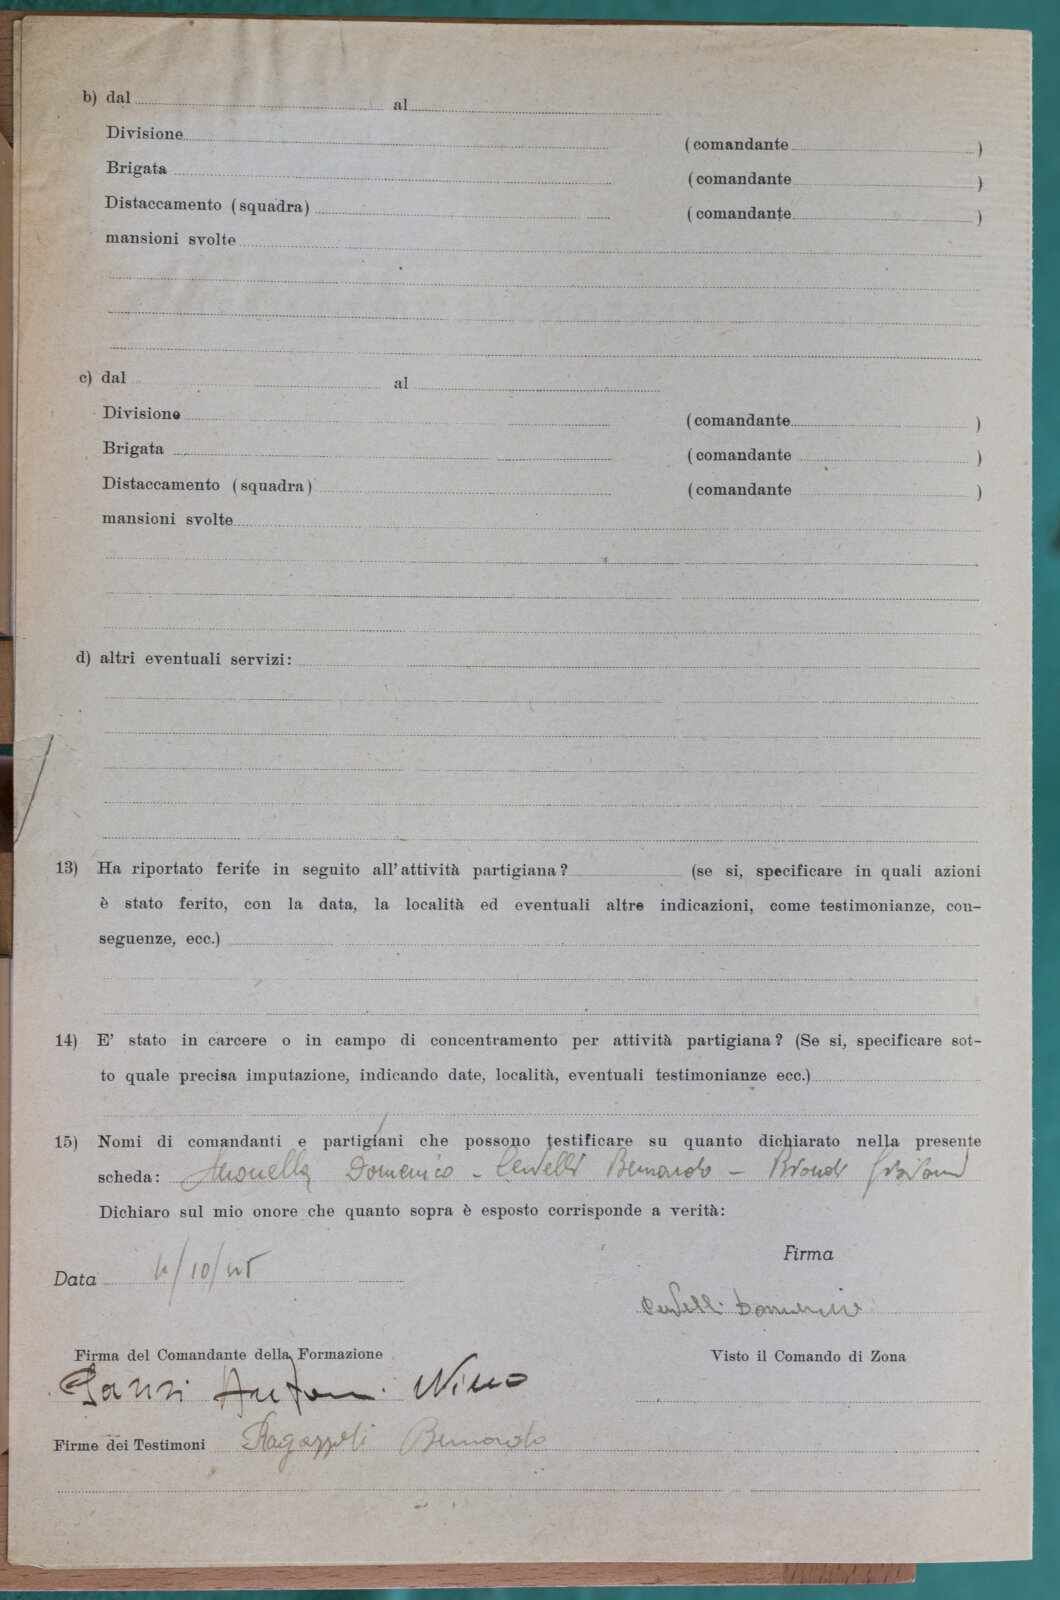 b) dal al
Divisione (comandante )
Brigata (comandante )
Distaccamento (squadra) (comandante )
mansioni svolte
c) dal al
Divisione (comandante )
Brigata (comandante )
Distaccamento (squadra) (comandante )
mansioni svolte
d) altri eventuali servizi:
13) Ha riportato ferite in seguito all'attività partigiana? (se si, specificare in quali azioni
è stato ferito, con la data, la località ed eventuali altre indicazioni, come testimonianze, con-
seguenze, ecc.)
14) E' stato in carcere o in campo di concentramento per attività partigiana? (Se si, specificare sot-
to quale precisa imputazione, indicando date, località, eventuali testimonianze ecc.)
15) Nomi di comandanti e partigiani che possono testificare su quanto dichiarato nella presente
scheda: Domenico - Bernardo -
Dichiaro sul mio onore che quanto sopra è esposto corrisponde a verità:
Firma
Data 4/10/45
Domenico
Firma del Comandante della Formazione Visto il Comando di Zona
Nino
Firme dei Testimoni Ragazzoli Bernardo